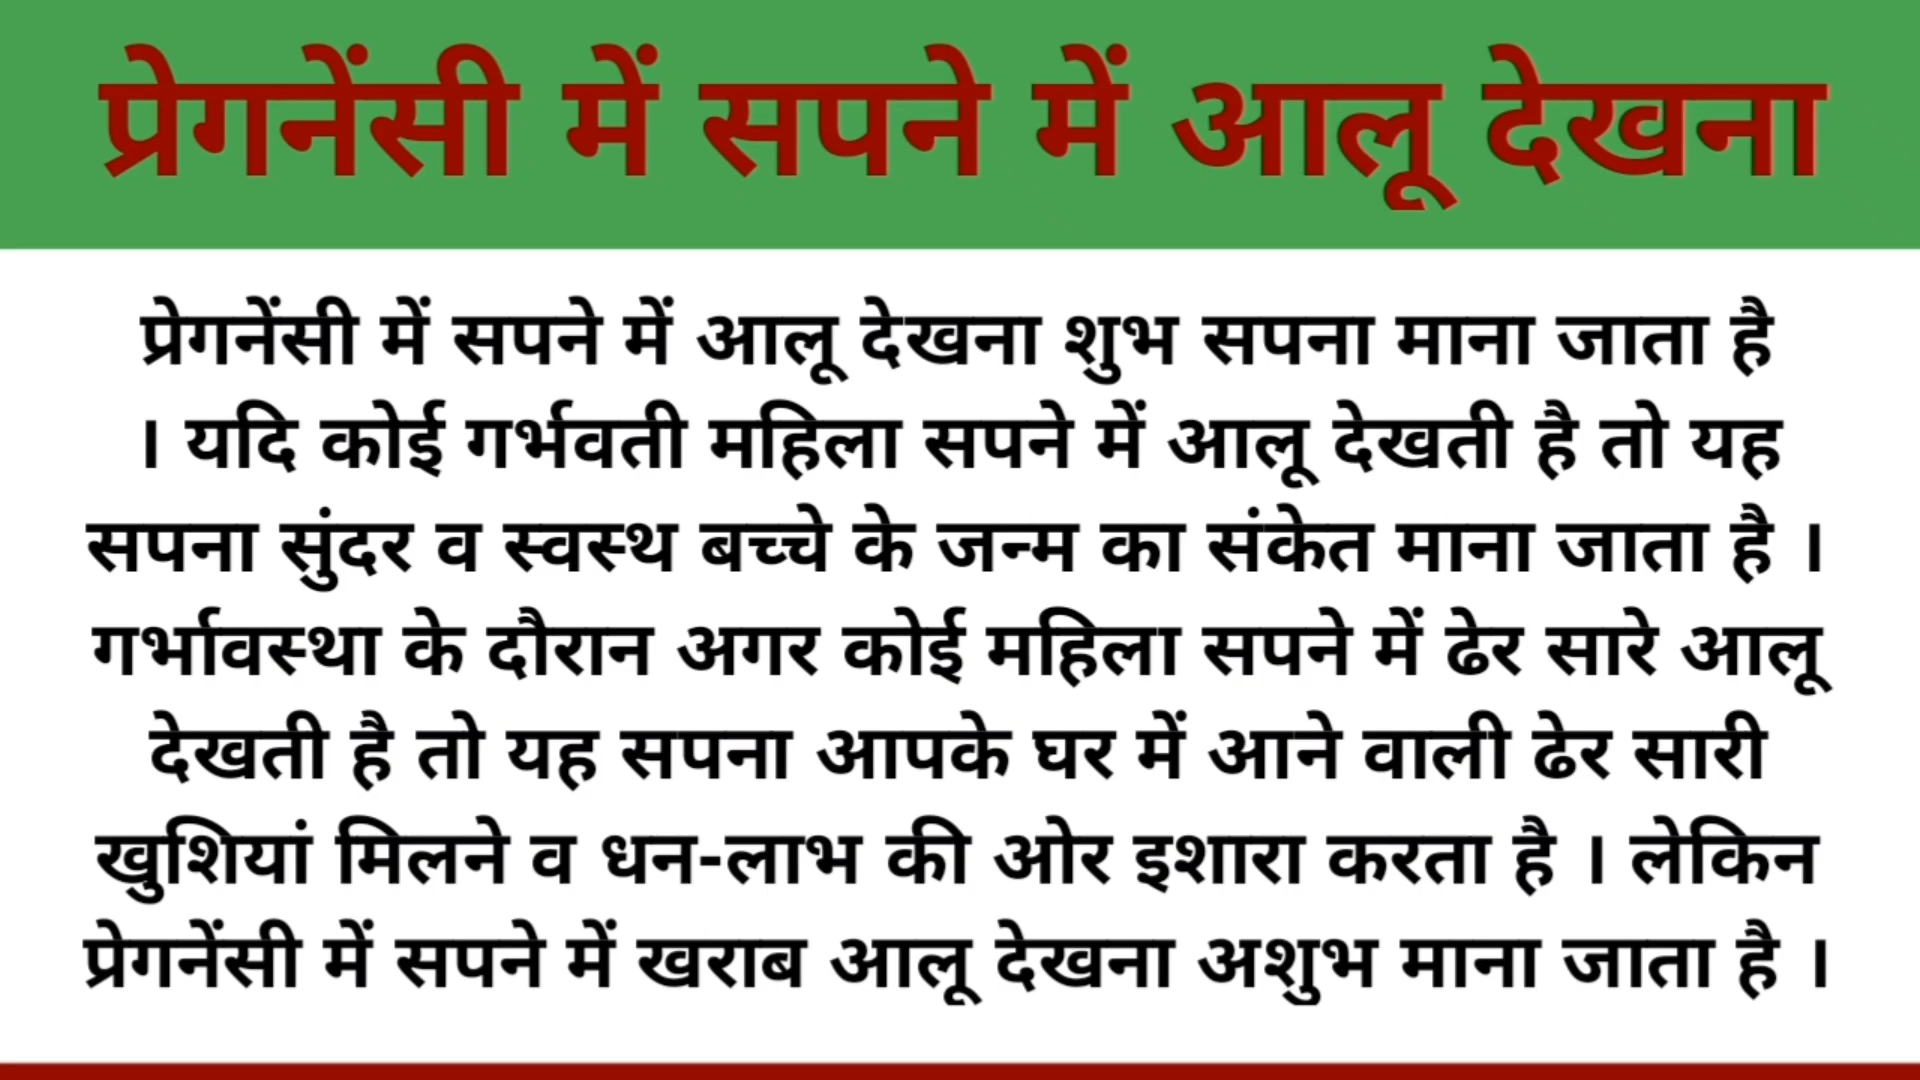 प्रेगनेंसी में सपने में आलू देखना
प्रेगनेंसी में सपने में आलू देखना शुभ सपना माना जाता है
। यदि कोई गर्भवती महिला सपने में आलू देखती है तो यह
सपना सुंदर व स्वस्थ बच्चे के जन्म का संकेत माना जाता है ।
गर्भावस्था के दौरान अगर कोई महिला सपने में ढेर सारे आलू
देखती है तो यह सपना आपके घर में आने वाली ढेर सारी
खुशियां मिलने व धन-लाभ की ओर इशारा करता है । लेकिन
प्रेगनेंसी में सपने में खराब आलू देखना अशुभ माना जाता है ।